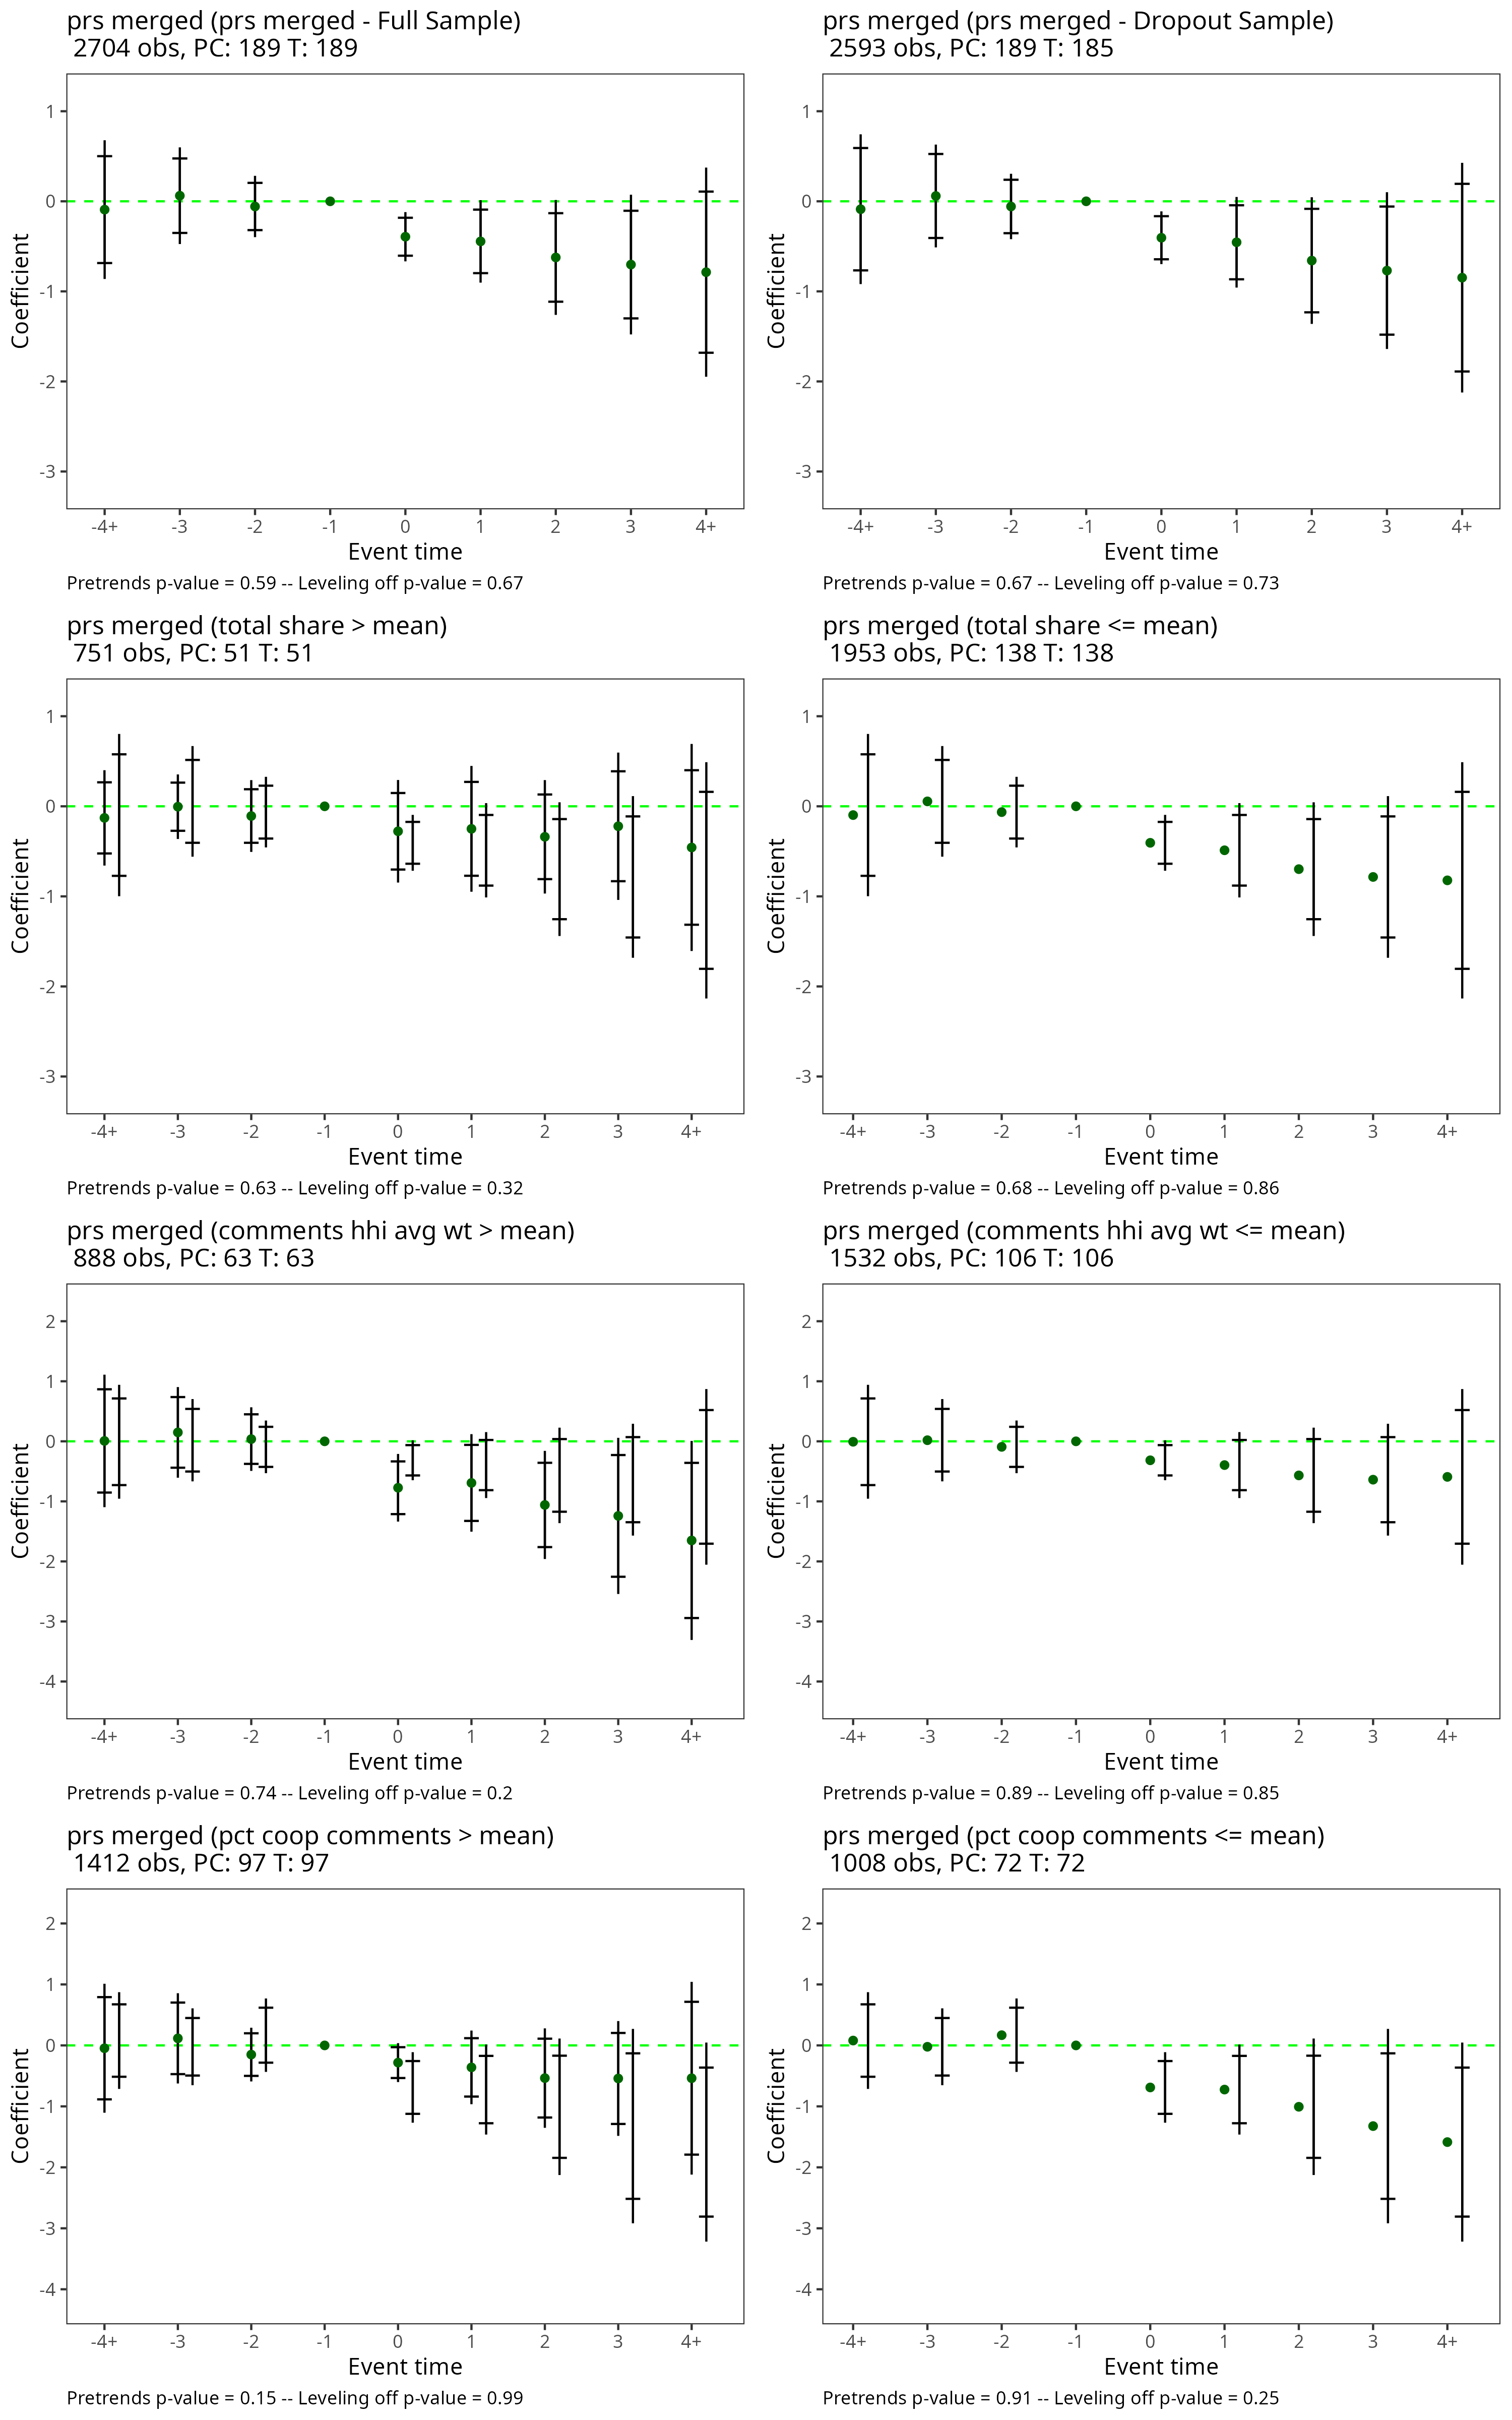 prs merged (prs merged - Full Sample)
2704 obs, PC: 189 T: 189
Coefficient
1
0
-1
-2
-3
-4+ -3 -2 -1 0 1 2 3 4+
Event time
Pretrends p-value = 0.59 -- Leveling off p-value = 0.67
prs merged (prs merged - Dropout Sample)
2593 obs, PC: 189 T: 185
Coefficient
1
0
-1
-2
-3
-4+ -3 -2 -1 0 1 2 3 4+
Event time
Pretrends p-value = 0.67 -- Leveling off p-value = 0.73
prs merged (total share > mean)
751 obs, PC: 51 T: 51
Coefficient
1
0
-1
-2
-3
-4+ -3 -2 -1 0 1 2 3 4+
Event time
Pretrends p-value = 0.63 -- Leveling off p-value = 0.32
prs merged (total share <= mean)
1953 obs, PC: 138 T: 138
Coefficient
1
0
-1
-2
-3
-4+ -3 -2 -1 0 1 2 3 4+
Event time
Pretrends p-value = 0.68 -- Leveling off p-value = 0.86
prs merged (comments hhi avg wt > mean)
888 obs, PC: 63 T: 63
Coefficient
2
1
0
-1
-2
-3
-4
-4+ -3 -2 -1 0 1 2 3 4+
Event time
Pretrends p-value = 0.74 -- Leveling off p-value = 0.2
prs merged (comments hhi avg wt <= mean)
1532 obs, PC: 106 T: 106
Coefficient
2
1
0
-1
-2
-3
-4
-4+ -3 -2 -1 0 1 2 3 4+
Event time
Pretrends p-value = 0.89 -- Leveling off p-value = 0.85
prs merged (pct coop comments > mean)
1412 obs, PC: 97 T: 97
Coefficient
2
1
0
-1
-2
-3
-4
-4+ -3 -2 -1 0 1 2 3 4+
Event time
Pretrends p-value = 0.15 -- Leveling off p-value = 0.99
prs merged (pct coop comments <= mean)
1008 obs, PC: 72 T: 72
Coefficient
2
1
0
-1
-2
-3
-4
-4+ -3 -2 -1 0 1 2 3 4+
Event time
Pretrends p-value = 0.91 -- Leveling off p-value = 0.25